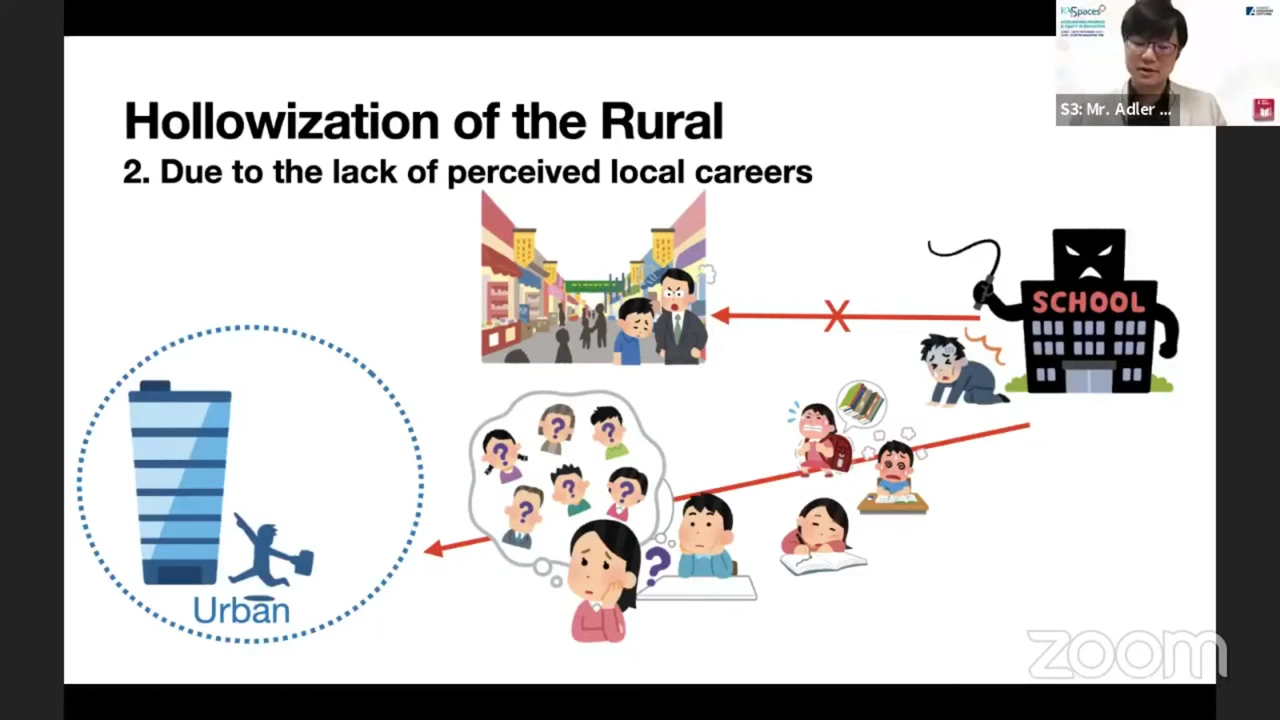 Hollowization of the Rural
2. Due to the lack of perceived local careers
Spaces
S3: Mr. Adler ...
SCHOOL
?
?
?
?
?
?
?
Urban
zoom